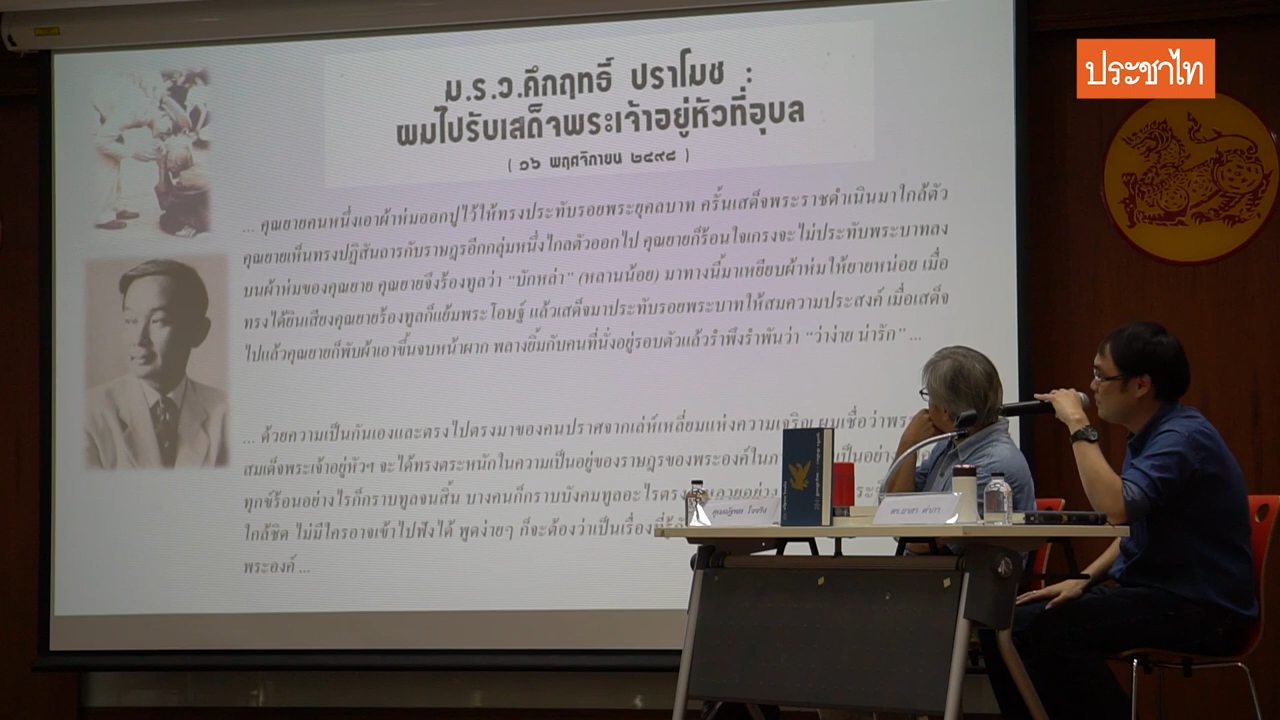 ประชาไท
ม.ร.ว.คึกฤทธิ์ ปราโมช :
ผมไปรับเสด็จพระเจ้าอยู่หัวที่อุบล
( ๑๖ พฤศจิกายน ๒๔๙๘ )
... คุณยายคนหนึ่งเอาผ้าห่มออกปูไว้ให้ทรงประทับรอยพระยุคลบาท ครั้นเสด็จพระราชดำเนินมาใกล้ตัว
คุณยายเห็นทรงปฏิสันถารกับราษฎรอีกกลุ่มหนึ่งไกลตัวออกไป คุณยายก็ร้อนใจเกรงจะไม่ประทับพระบาทลง
บนผ้าห่มของคุณยาย คุณยายจึงร้องทูลว่า “บักหล่า” (หลานน้อย) มาทางนี้มาเหยียบผ้าห่มให้ยายหน่อย เมื่อ
ทรงได้ยินเสียงคุณยายร้องทูลก็แย้มพระโอษฐ์ แล้วเสด็จมาประทับรอยพระบาทให้สมความประสงค์ เมื่อเสด็จ
ไปแล้วคุณยายก็พับผ้าเอาขึ้นจบหน้าผาก พลางยิ้มกับคนที่นั่งอยู่รอบตัวแล้วรำพึงรำพันว่า “ว่าง่าย น่ารัก” ...
... ด้วยความเป็นกันเองและตรงไปตรงมาของคนปราศจากเล่ห์เหลี่ยมแห่งความเจริญ ผมเชื่อว่าพระ
สมเด็จพระเจ้าอยู่หัวฯ จะได้ทรงตระหนักในความเป็นอยู่ของราษฎรของพระองค์ใน เป็นอย่าง
ทุกข์ร้อนอย่างไรก็กราบทูลจนสิ้น บางคนก็กราบบังคมทูลอะไร
ใกล้ชิด ไม่มีใครอาจเข้าไปฟังได้ พูดง่ายๆ ก็จะต้องว่าเป็นเรื่อง
พระองค์ ...